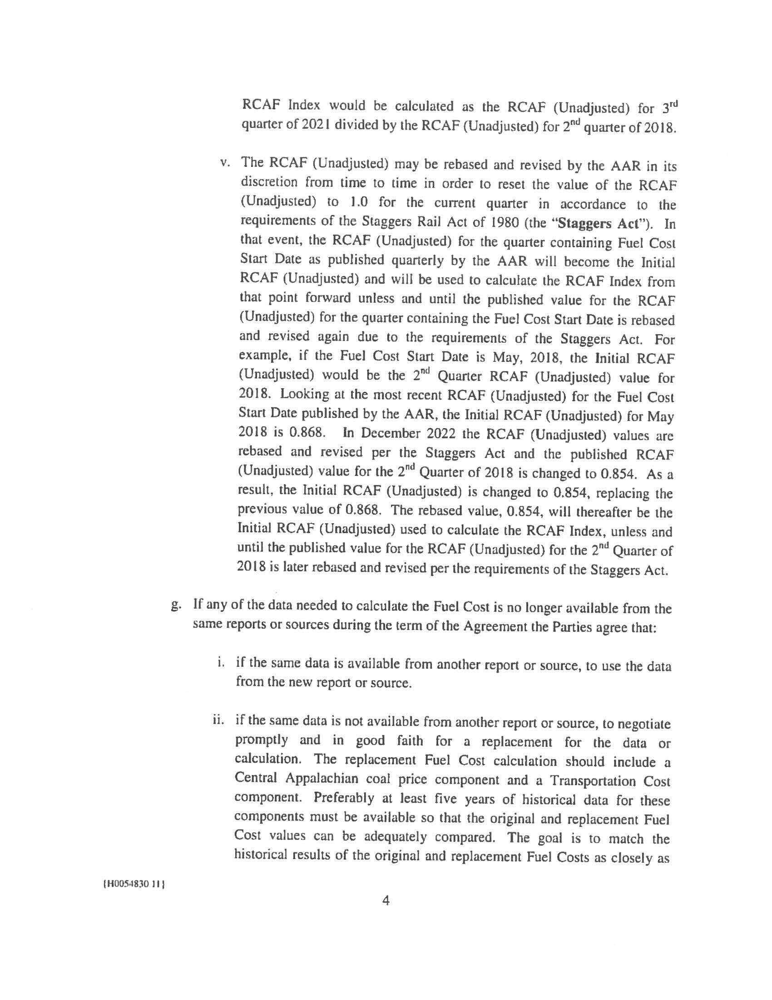 RCAF Index would be calculated as the RCAF (Unadjusted) for 3rd
quarter of 2021 divided by the RCAF (Unadjusted) for 2nd quarter of 2018.
v. The RCAF (Unadjusted) may be rebased and revised by the AAR in its
discretion from time to time in order to reset the value of the RCAF
(Unadjusted) to 1.0 for the current quarter in accordance to the
requirements of the Staggers Rail Act of 1980 (the “Staggers Act”). In
that event, the RCAF (Unadjusted) for the quarter containing Fuel Cost
Start Date as published quarterly by the AAR will become the Initial
RCAF (Unadjusted) and will be used to calculate the RCAF Index from
that point forward unless and until the published value for the RCAF
(Unadjusted) for the quarter containing the Fuel Cost Start Date is rebased
and revised again due to the requirements of the Staggers Act. For
example, if the Fuel Cost Start Date is May, 2018, the Initial RCAF
(Unadjusted) would be the 2nd Quarter RCAF (Unadjusted) value for
2018. Looking at the most recent RCAF (Unadjusted) for the Fuel Cost
Start Date published by the AAR, the Initial RCAF (Unadjusted) for May
2018 is 0.868. In December 2022 the RCAF (Unadjusted) values are
rebased and revised per the Staggers Act and the published RCAF
(Unadjusted) value for the 2nd Quarter of 2018 is changed to 0.854. As a
result, the Initial RCAF (Unadjusted) is changed to 0.854, replacing the
previous value of 0.868. The rebased value, 0.854, will thereafter be the
Initial RCAF (Unadjusted) used to calculate the RCAF Index, unless and
until the published value for the RCAF (Unadjusted) for the 2nd Quarter of
2018 is later rebased and revised per the requirements of the Staggers Act.
g. If any of the data needed to calculate the Fuel Cost is no longer available from the
same reports or sources during the term of the Agreement the Parties agree that:
i. if the same data is available from another report or source, to use the data
from the new report or source.
ii. if the same data is not available from another report or source, to negotiate
promptly and in good faith for a replacement for the data or
calculation. The replacement Fuel Cost calculation should include a
Central Appalachian coal price component and a Transportation Cost
component. Preferably at least five years of historical data for these
components must be available so that the original and replacement Fuel
Cost values can be adequately compared. The goal is to match the
historical results of the original and replacement Fuel Costs as closely as
{H0054830 11}
4